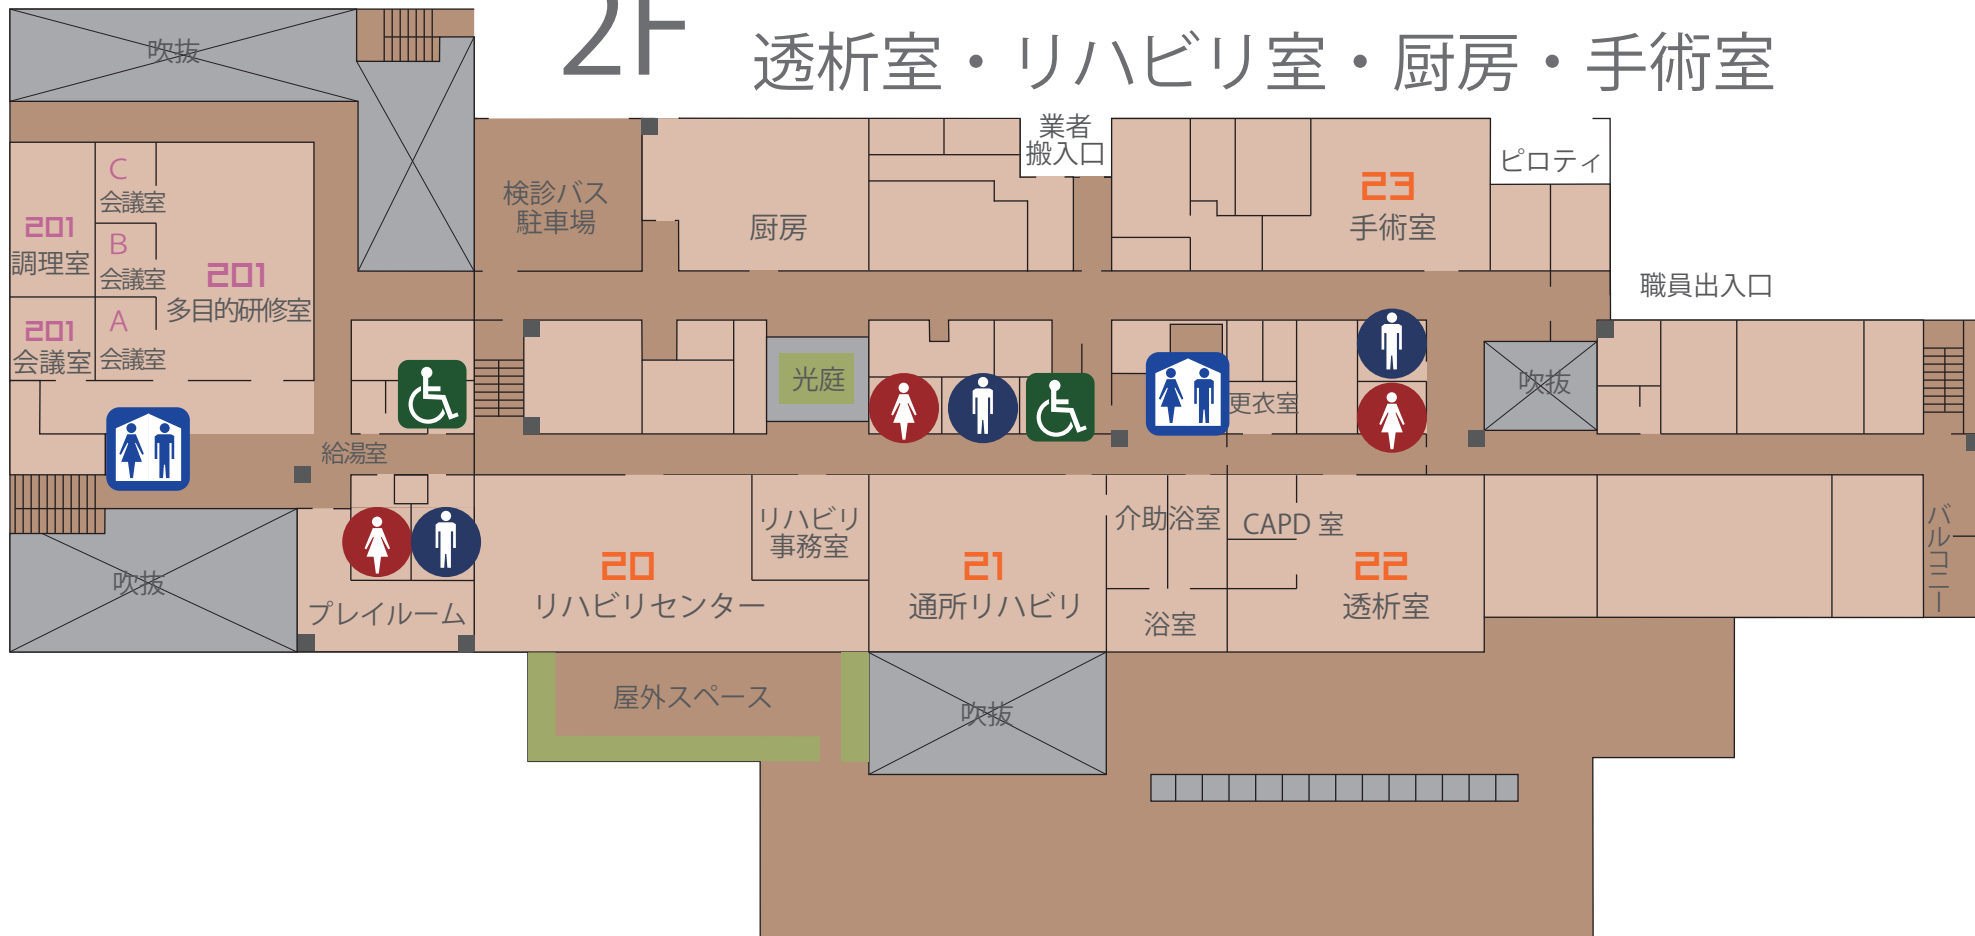 2F
透析室・リハビリ室・厨房・手術室
吹抜
業者
搬入口
ピロティ
C
会議室
検診バス
駐車場
23
手術室
201
調理室
B
会議室
厨房
201
多目的研修室
職員出入口
201
会議室
A
会議室
光庭
更衣室
吹抜
給湯室
リハビリ
事務室
介助浴室
CAPD 室
バルコニー
吹抜
20
リハビリセンター
21
通所リハビリ
22
透析室
プレイルーム
浴室
屋外スペース
吹抜